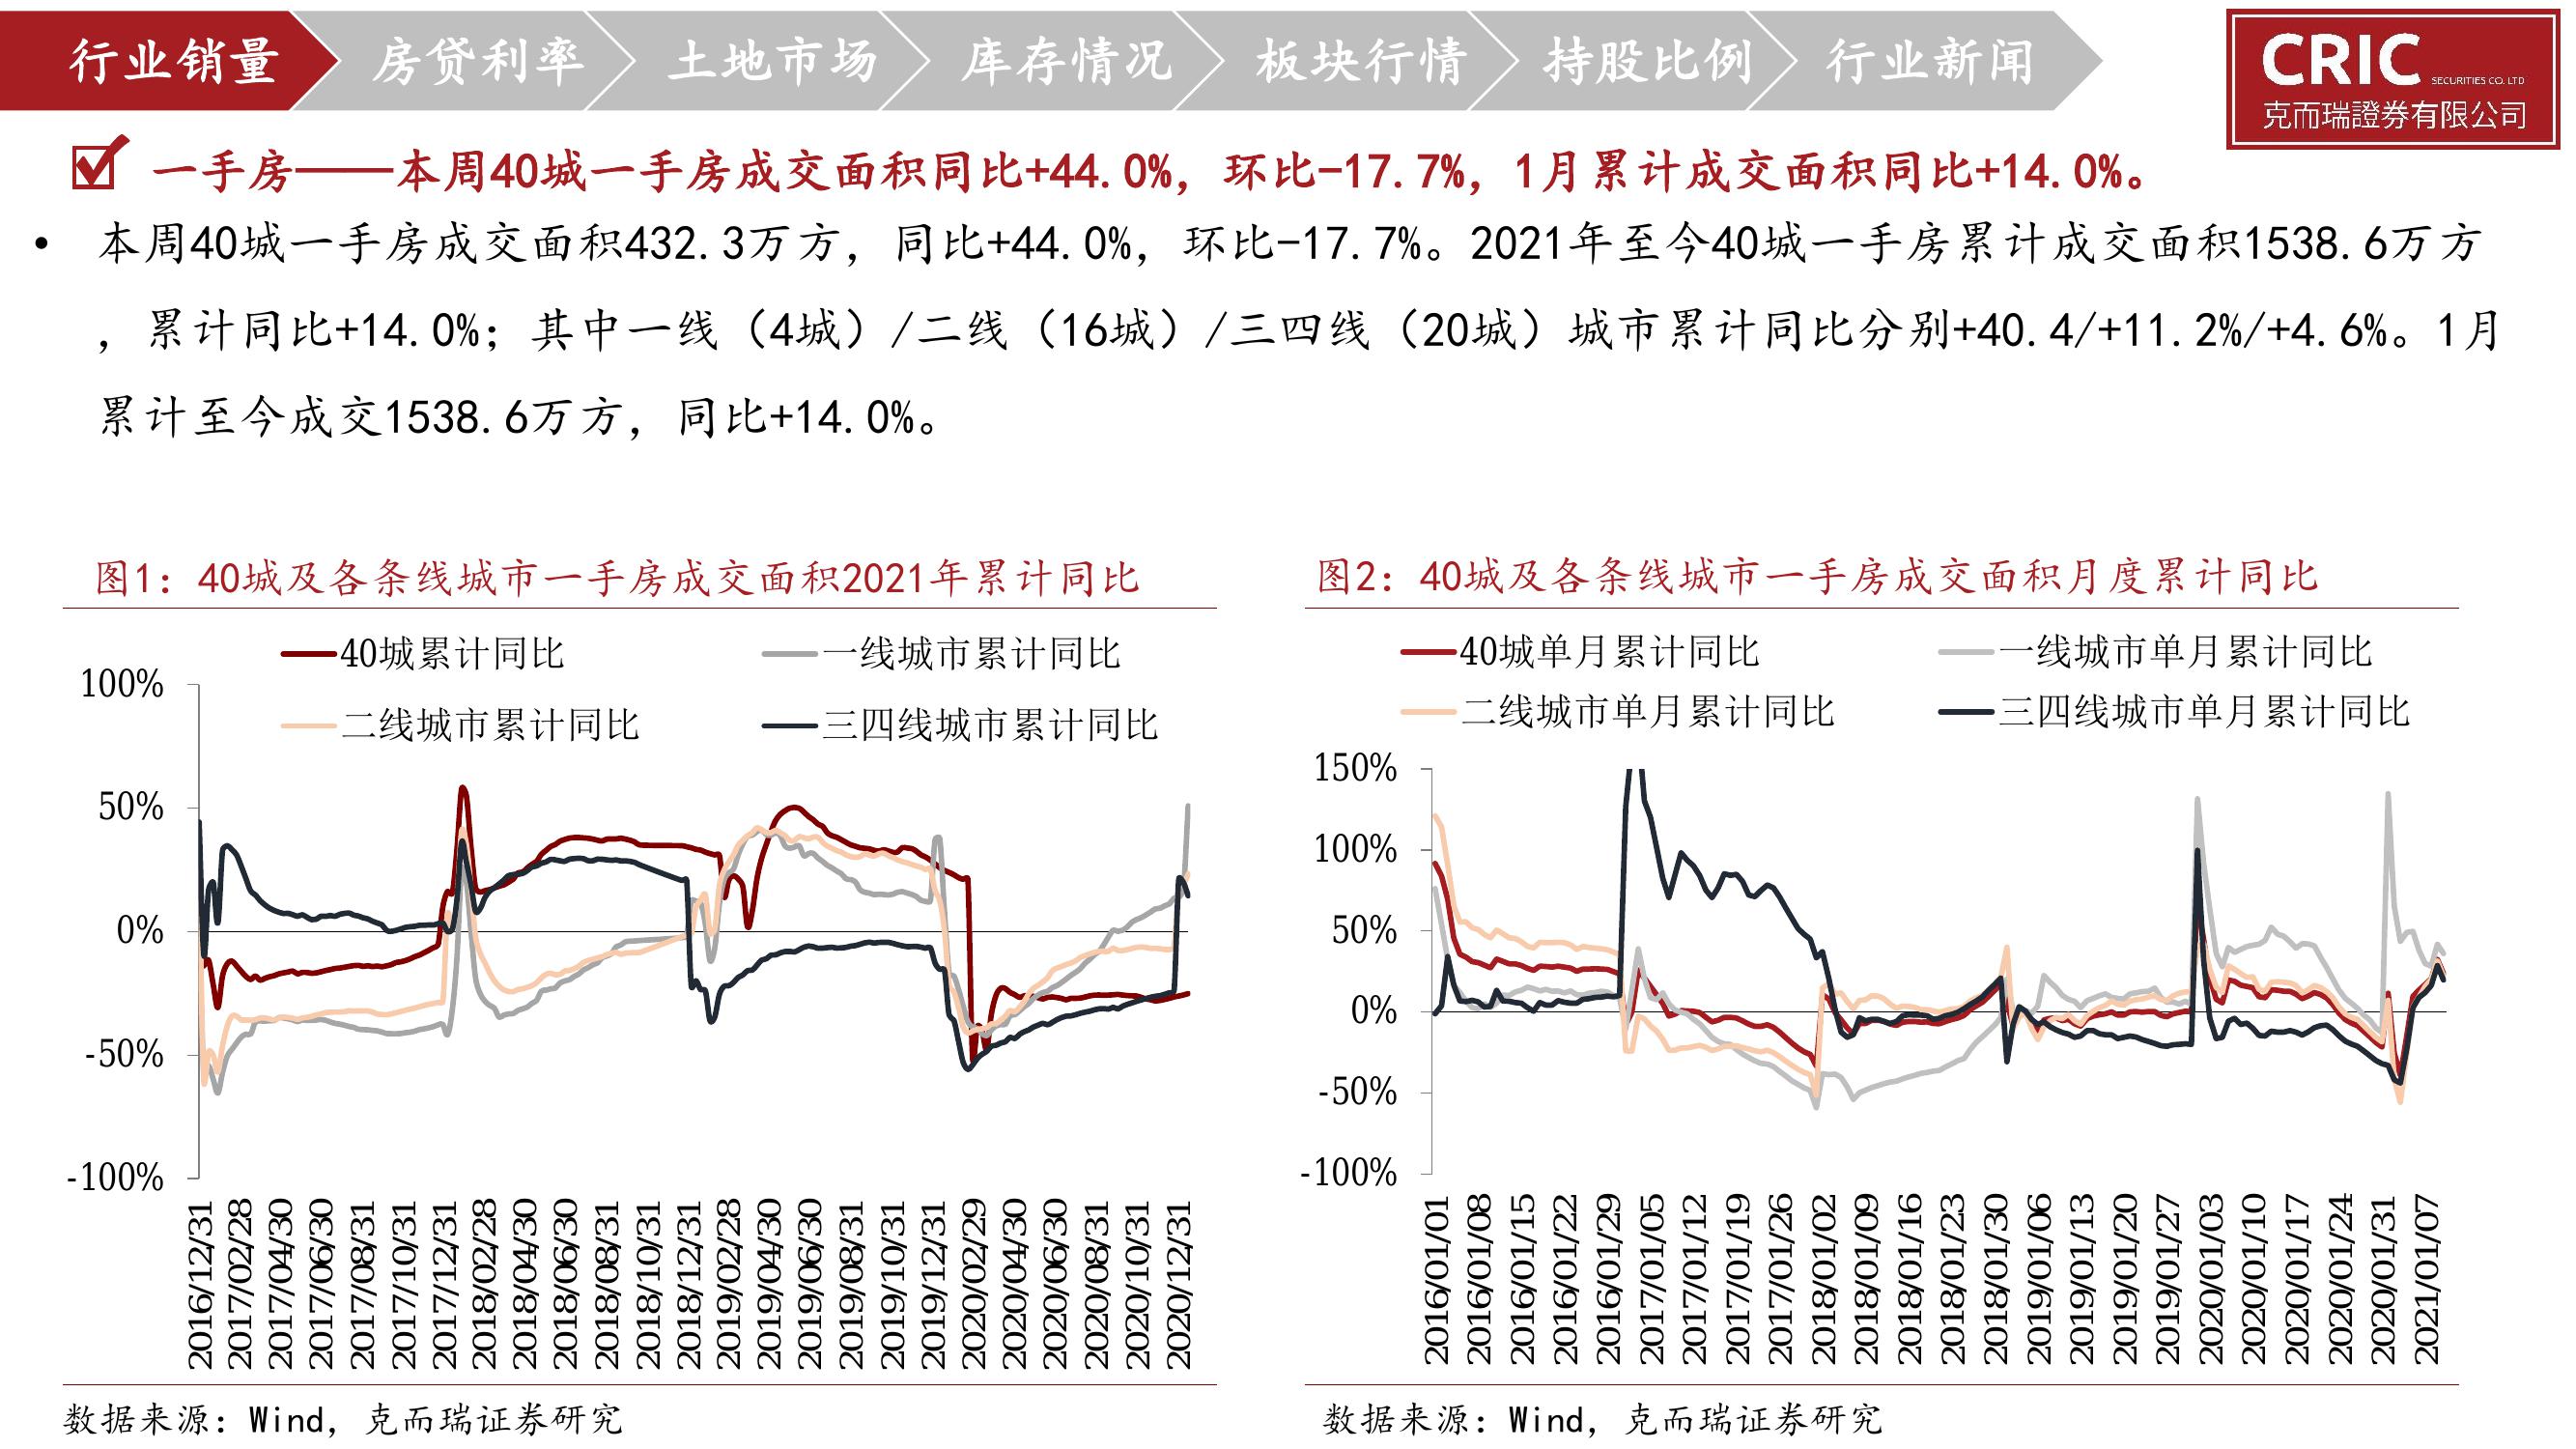 行业销量
房贷利率
土地市场
库存情况
板块行情
持股比例
行业新闻
CRIC SECURITIES CO. LTD
克而瑞證券有限公司
一手房——本周40城一手房成交面积同比+44.0%，环比-17.7%，1月累计成交面积同比+14.0%。
• 本周40城一手房成交面积432.3万方，同比+44.0%，环比-17.7%。2021年至今40城一手房累计成交面积1538.6万方
，累计同比+14.0%；其中一线（4城）/二线（16城）/三四线（20城）城市累计同比分别+40.4/+11.2%/+4.6%。1月
累计至今成交1538.6万方，同比+14.0%。
图1：40城及各条线城市一手房成交面积2021年累计同比
40城累计同比
一线城市累计同比
二线城市累计同比
三四线城市累计同比
100%
50%
0%
-50%
-100%
2016/12/31
2017/02/28
2017/04/30
2017/06/30
2017/08/31
2017/10/31
2017/12/31
2018/02/28
2018/04/30
2018/06/30
2018/08/31
2018/10/31
2018/12/31
2019/02/28
2019/04/30
2019/06/30
2019/08/31
2019/10/31
2019/12/31
2020/02/29
2020/04/30
2020/06/30
2020/08/31
2020/10/31
2020/12/31
数据来源：Wind，克而瑞证券研究
图2：40城及各条线城市一手房成交面积月度累计同比
40城单月累计同比
一线城市单月累计同比
二线城市单月累计同比
三四线城市单月累计同比
150%
100%
50%
0%
-50%
-100%
2016/01/01
2016/01/08
2016/01/15
2016/01/22
2016/01/29
2017/01/05
2017/01/12
2017/01/19
2017/01/26
2018/01/02
2018/01/09
2018/01/16
2018/01/23
2018/01/30
2019/01/06
2019/01/13
2019/01/20
2019/01/27
2020/01/03
2020/01/10
2020/01/17
2020/01/24
2020/01/31
2021/01/07
数据来源：Wind，克而瑞证券研究